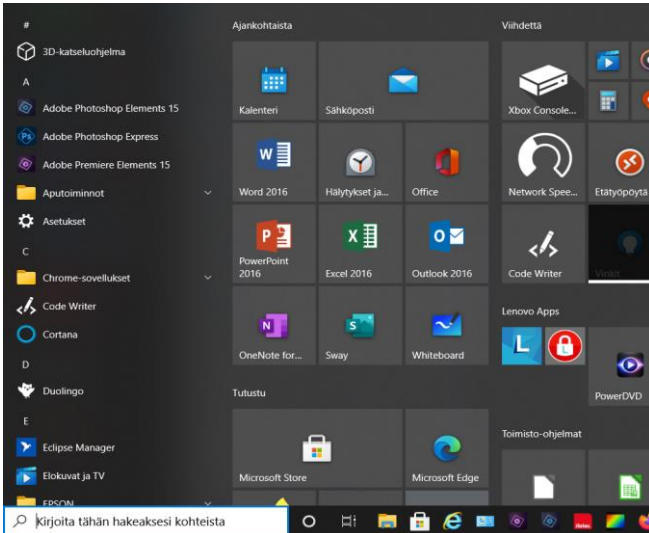 #
3D-katseluohjelma
A
Adobe Photoshop Elements 15
Adobe Photoshop Express
Adobe Premiere Elements 15
Aputoiminnot
Asetukset
C
Chrome-sovellukset
Code Writer
Cortana
D
Duolingo
E
Eclipse Manager
Elokuvat ja TV
EPSON
Kirjoita tähän hakeaksesi kohteista
Ajankohtaista
Kalenteri
Sähköposti
Word 2016
Hälytykset ja...
Office
PowerPoint
2016
Excel 2016
Outlook 2016
OneNote for...
Sway
Whiteboard
Tutustu
Microsoft Store
Microsoft Edge
Viihdettä
Xbox Console...
Network Spee...
Etätyöpöytä
Code Writer
Vinkit
Lenovo Apps
PowerDVD
Toimisto-ohjelmat